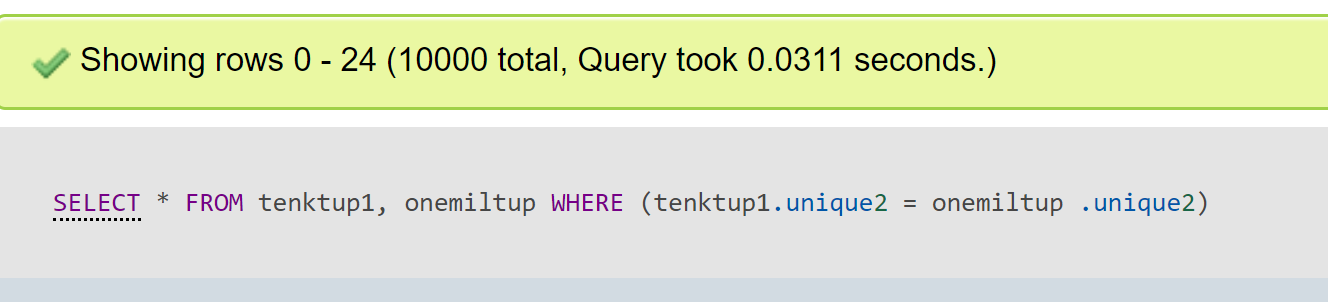 Showing rows 0 - 24 (10000 total, Query took 0.0311 seconds.)
SELECT * FROM tenktup1, onemiltup WHERE (tenktup1.unique2 = onemiltup .unique2)